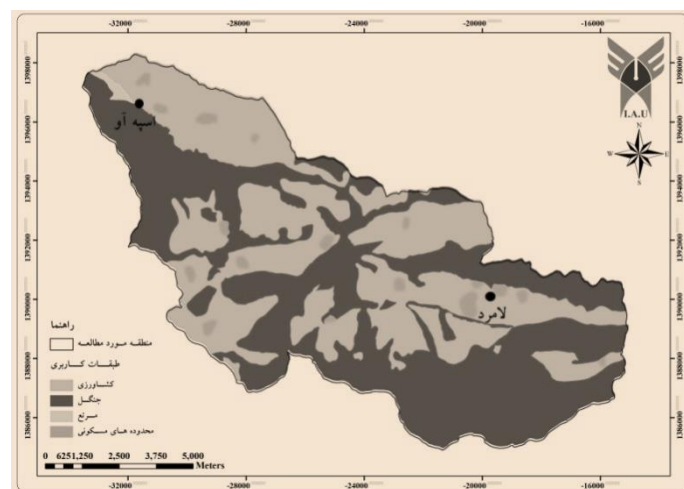 -32000 -28000 -24000 -20000 -16000
1398000
1396000
1394000
1392000
1390000
1388000
1386000
I.A.U
N
W E
S
اسپه آو
لامرد
راهنما
منطقه مورد مطالعه
طبقات کاربری
کشاورزی
جنگل
مرتع
محدوده های مسکونی
0 625 1,250 2,500 3,750 5,000
Meters
-32000 -28000 -24000 -20000 -16000